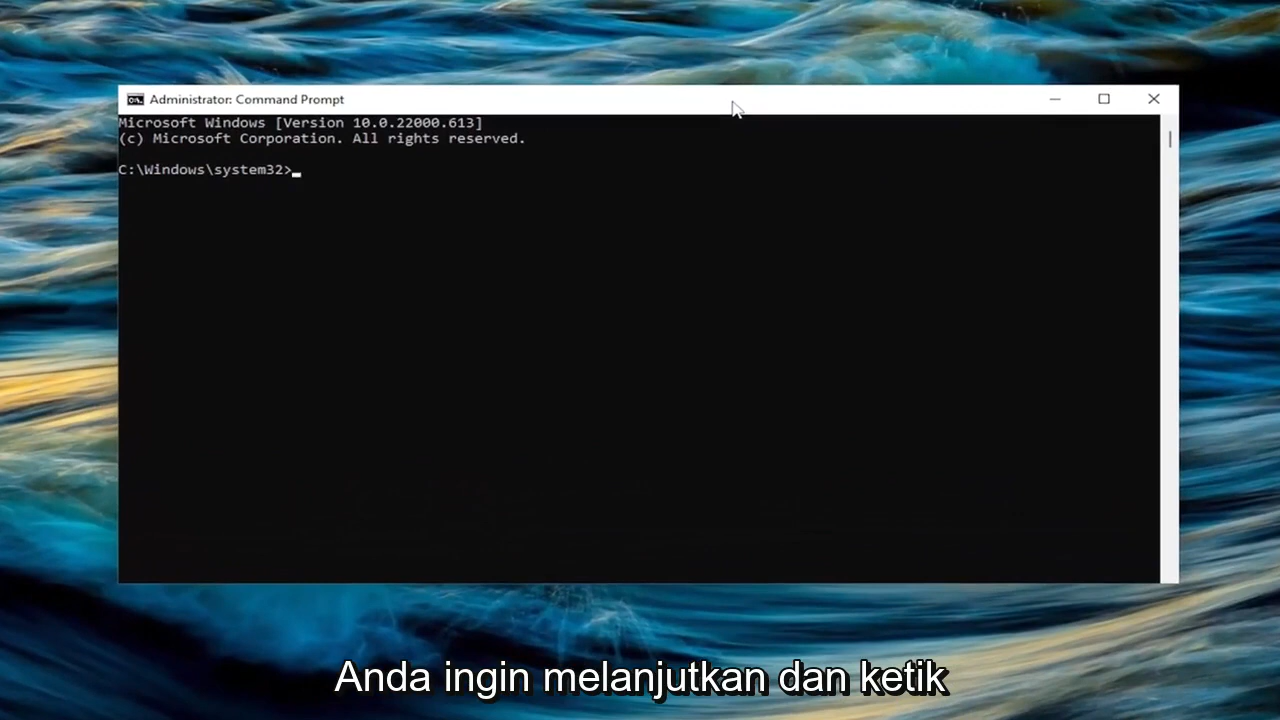 Administrator: Command Prompt
Microsoft Windows [Version 10.0.22000.613]
(c) Microsoft Corporation. All rights reserved.
C:\Windows\system32>
Anda ingin melanjutkan dan ketik